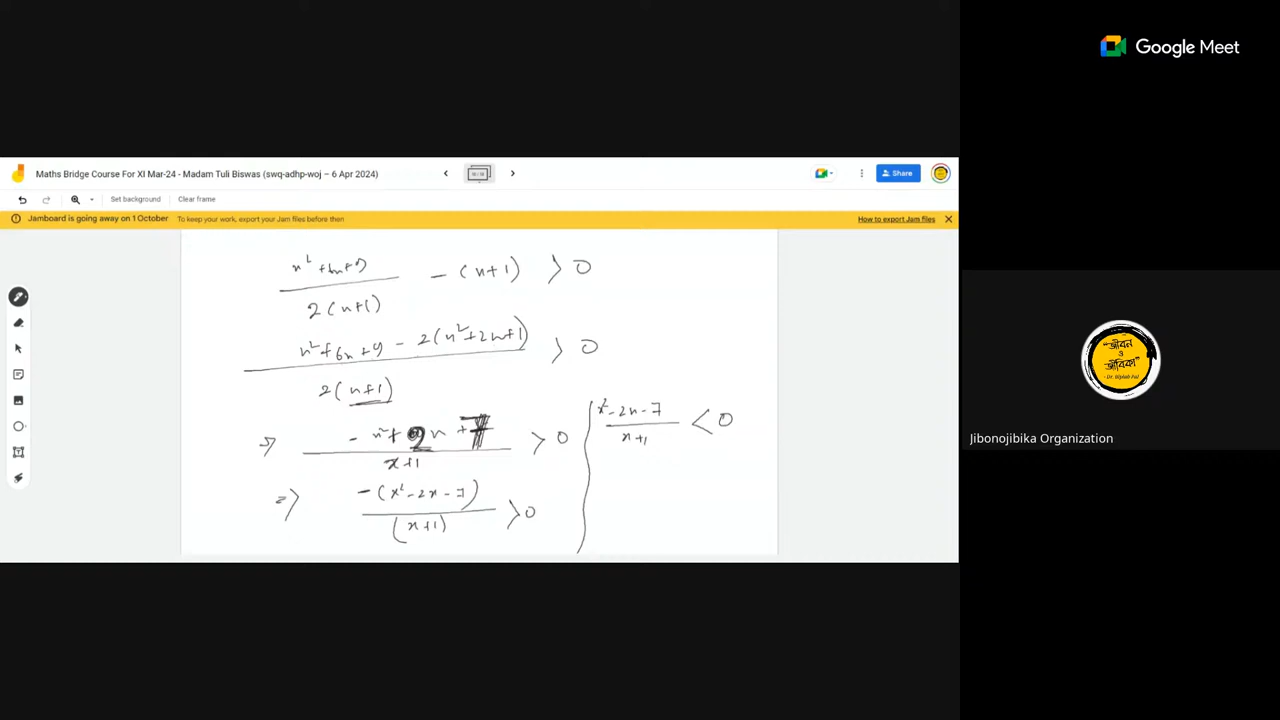 Google Meet
Maths Bridge Course For XI Mar-24 - Madam Tuli Biswas (swq-adhp-woj – 6 Apr 2024)
Share
Set background
Clear frame
Jamboard is going away on 1 October To keep your work, export your Jam files before then
How to export Jam files
(x²+6x+9)/(2(x+1)) - (x+1) > 0
(x²+6x+9 - 2(x²+2x+1))/(2(x+1)) > 0
⇒ (-x²+2x+7)/(x+1) > 0
⇒ (-(x²-2x-7))/((x+1)) > 0
(x²-2x-7)/(x+1) < 0
"জীবন
ও
জীবিকা"
- Dr. Biplab Pal
Jibonojibika Organization